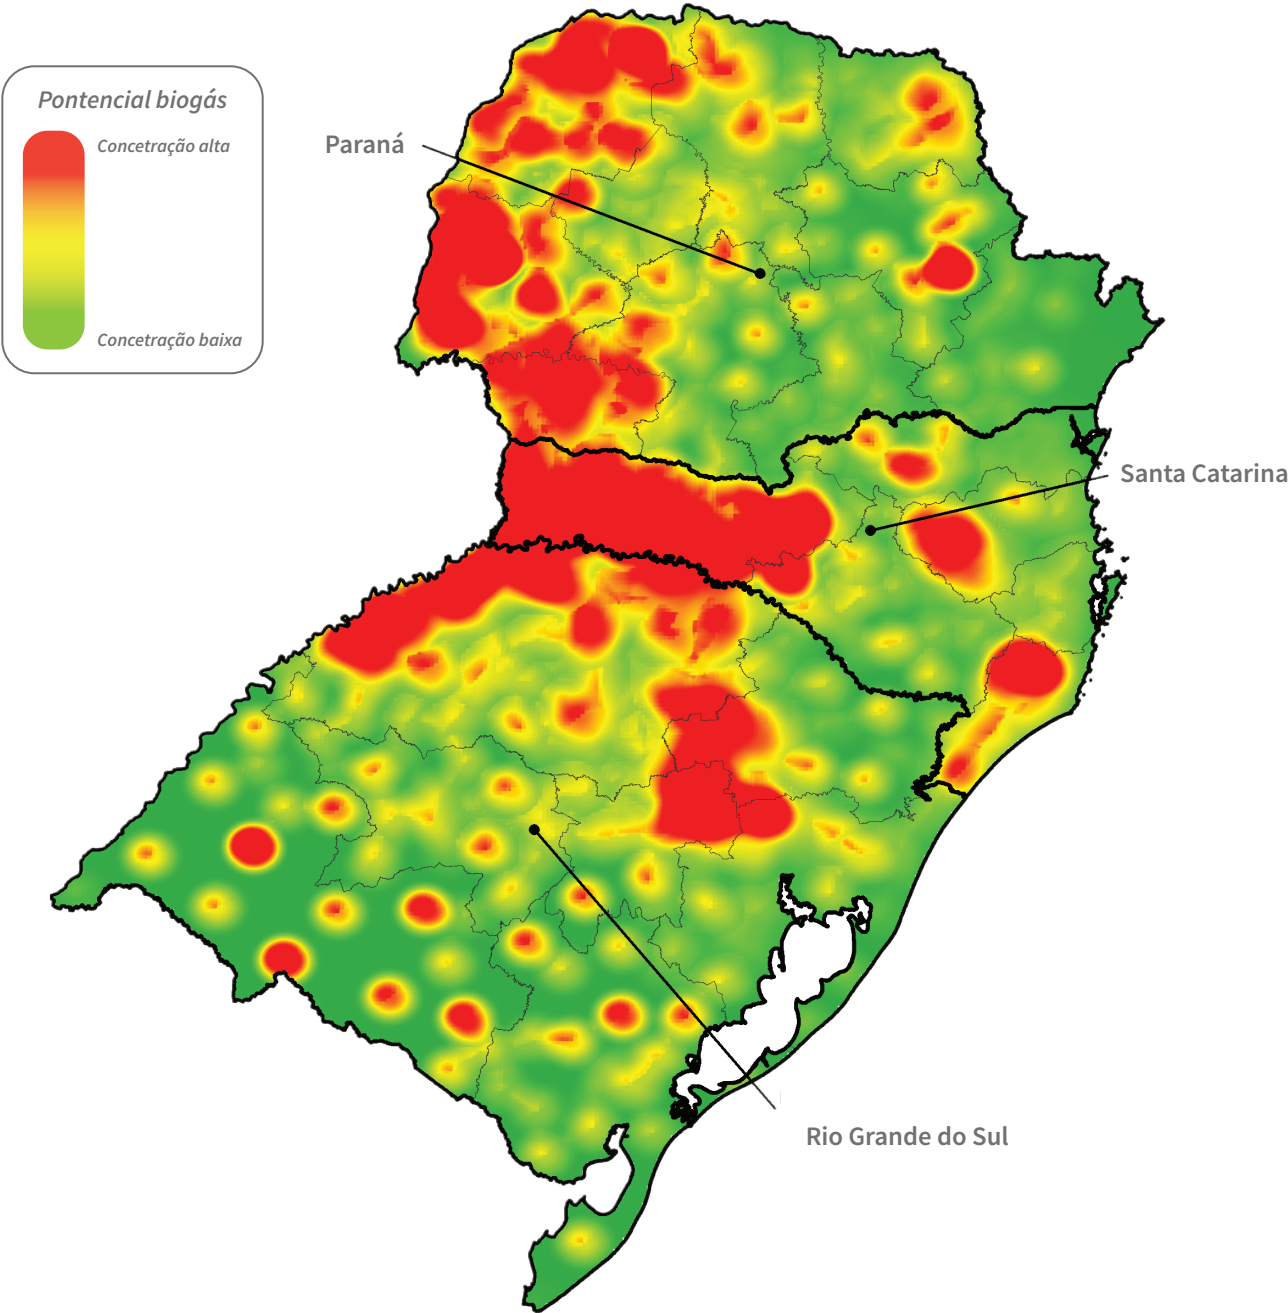 Pontencial biogás
Concetração alta
Concetração baixa
Paraná
Santa Catarina
Rio Grande do Sul